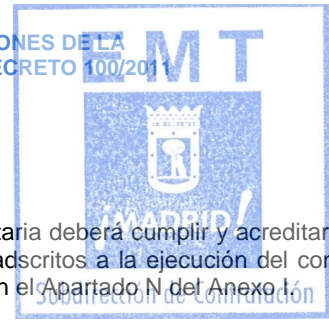 ONES DE LA
ECRETO 100/2011
EMT
¡MADRID!
taria deberá cumplir y acreditar
adscritos a la ejecución del con
n el Apartado N del Anexo I.
Subdirección de Contratación